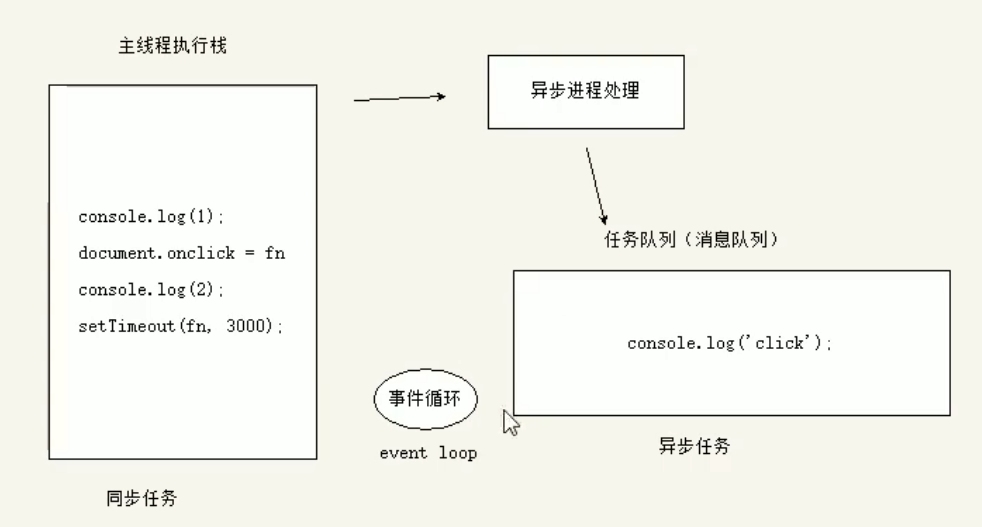 主线程执行栈
console.log(1);
document.onclick = fn
console.log(2);
setTimeout(fn, 3000);
同步任务
异步进程处理
任务队列（消息队列）
console.log('click');
异步任务
事件循环
event loop